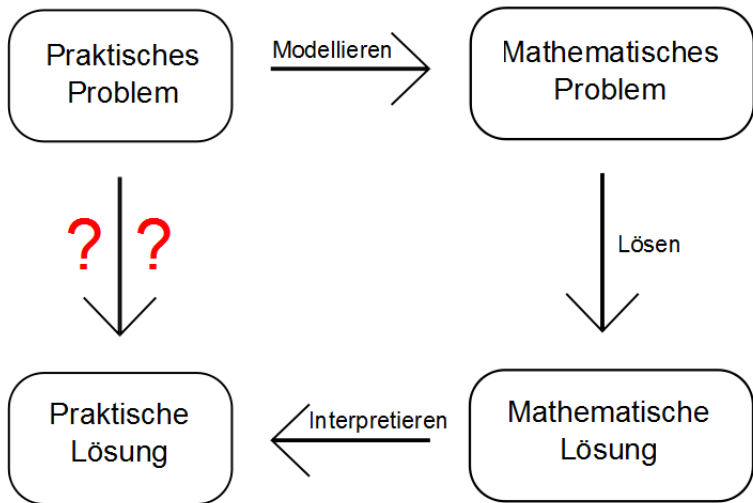 Praktisches
Problem
Modellieren
Mathematisches
Problem
? ?
Lösen
Praktische
Lösung
Interpretieren
Mathematische
Lösung